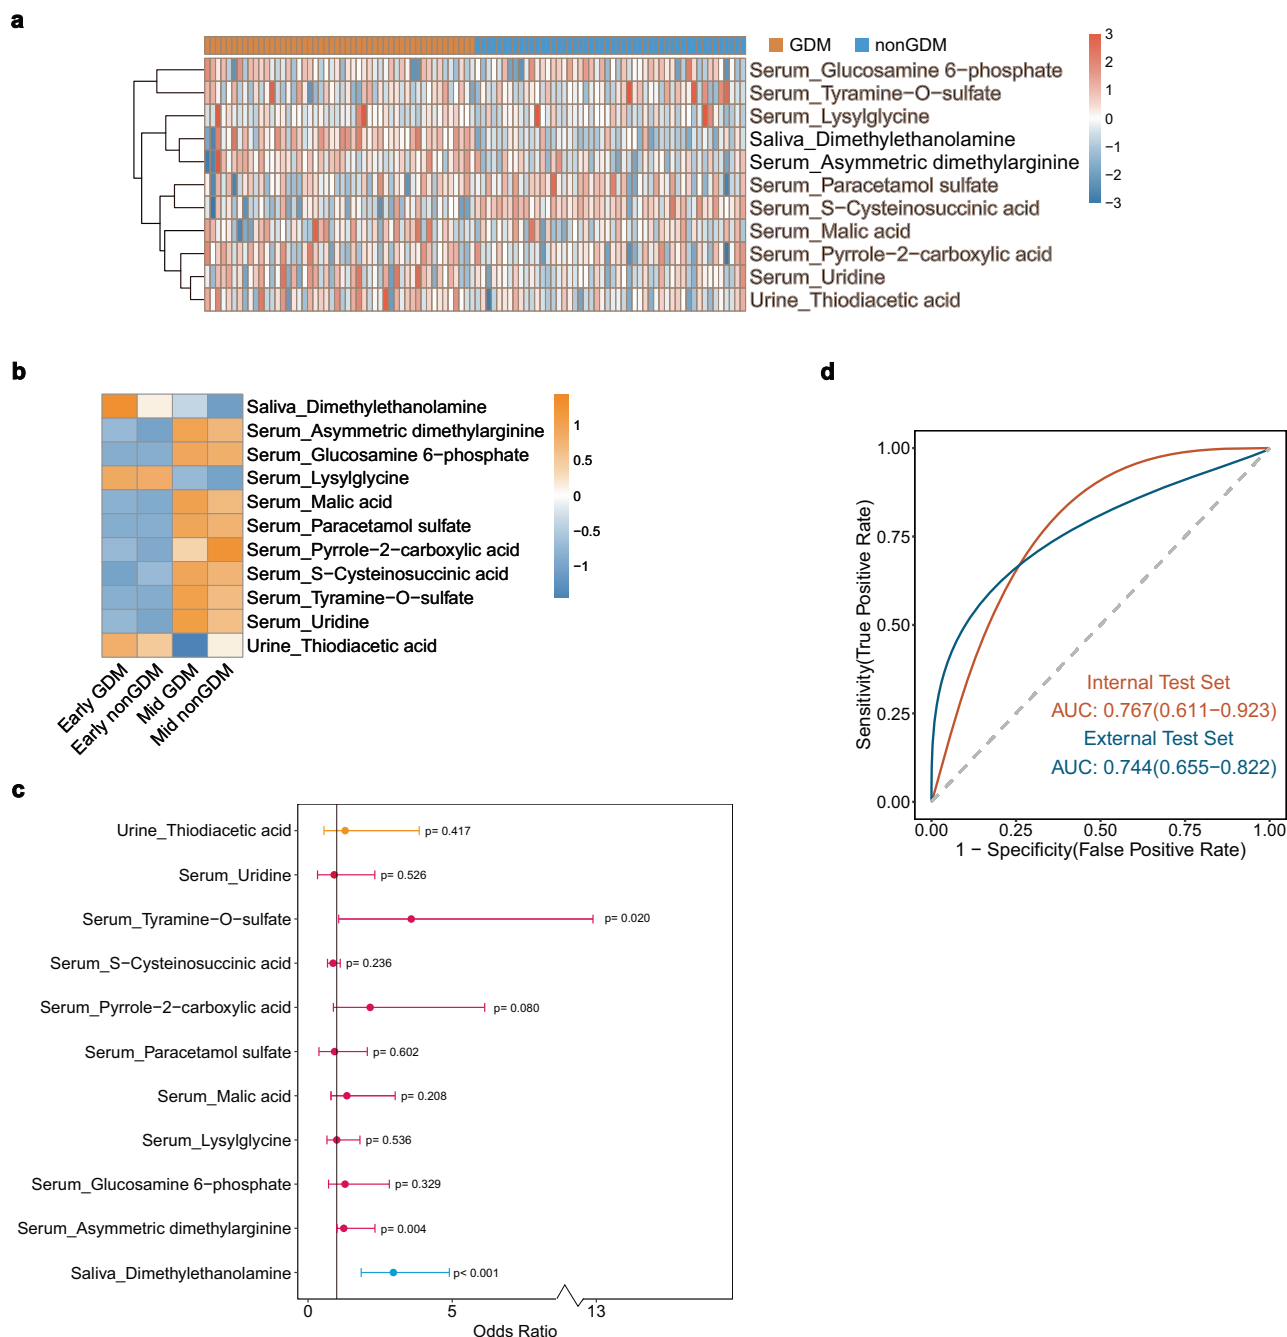 a
GDM
nonGDM
Serum_Glucosamine 6−phosphate
Serum_Tyramine−O−sulfate
Serum_Lysylglycine
Saliva_Dimethylethanolamine
Serum_Asymmetric dimethylarginine
Serum_Paracetamol sulfate
Serum_S−Cysteinosuccinic acid
Serum_Malic acid
Serum_Pyrrole−2−carboxylic acid
Serum_Uridine
Urine_Thiodiacetic acid
3
2
1
0
−1
−2
−3
b
Saliva_Dimethylethanolamine
Serum_Asymmetric dimethylarginine
Serum_Glucosamine 6−phosphate
Serum_Lysylglycine
Serum_Malic acid
Serum_Paracetamol sulfate
Serum_Pyrrole−2−carboxylic acid
Serum_S−Cysteinosuccinic acid
Serum_Tyramine−O−sulfate
Serum_Uridine
Urine_Thiodiacetic acid
Early GDM
Early nonGDM
Mid GDM
Mid nonGDM
1
0.5
0
−0.5
−1
c
Urine_Thiodiacetic acid
p= 0.417
Serum_Uridine
p= 0.526
Serum_Tyramine−O−sulfate
p= 0.020
Serum_S−Cysteinosuccinic acid
p= 0.236
Serum_Pyrrole−2−carboxylic acid
p= 0.080
Serum_Paracetamol sulfate
p= 0.602
Serum_Malic acid
p= 0.208
Serum_Lysylglycine
p= 0.536
Serum_Glucosamine 6−phosphate
p= 0.329
Serum_Asymmetric dimethylarginine
p= 0.004
Saliva_Dimethylethanolamine
p< 0.001
0
5
13
Odds Ratio
d
Sensitivity(True Positive Rate)
1.00
0.75
0.50
0.25
0.00
Internal Test Set
AUC: 0.767(0.611−0.923)
External Test Set
AUC: 0.744(0.655−0.822)
0.00
0.25
0.50
0.75
1.00
1 − Specificity(False Positive Rate)